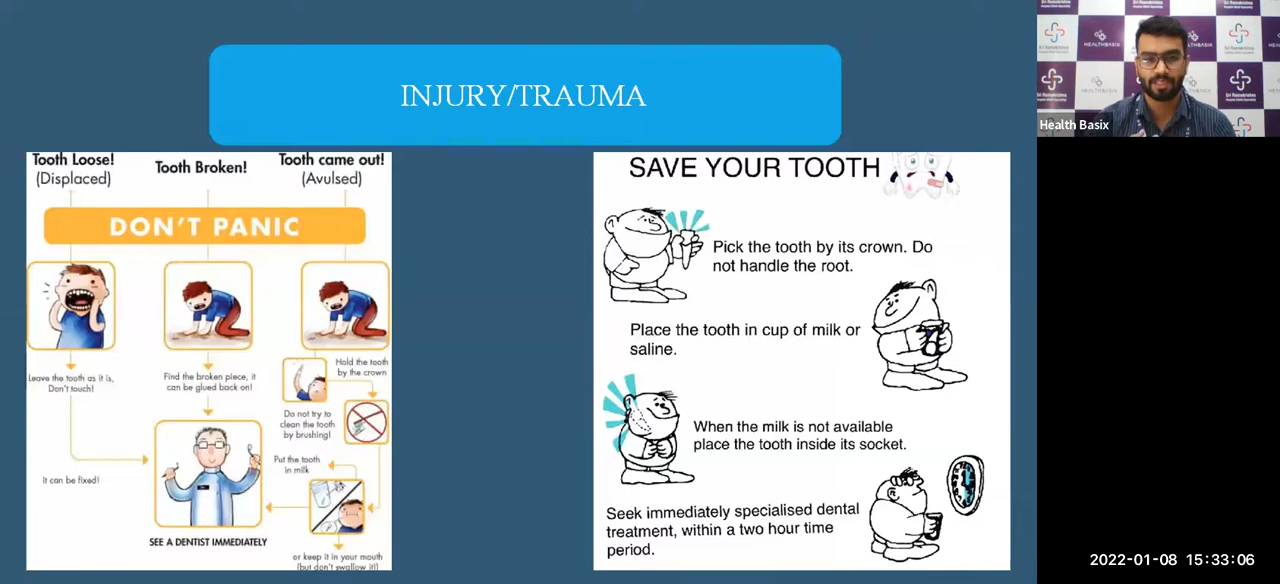 INJURY/TRAUMA
Tooth Loose!
(Displaced)
Tooth Broken!
Tooth came out!
(Avulsed)
DON'T PANIC
Leave the tooth as it is,
Don't touch!
It can be fixed!
Find the broken piece, it
can be glued back on!
Hold the tooth
by the crown
Do not try to
clean the tooth
by brushing!
Put the tooth
in milk
or keep it in your mouth
(but don't swallow it!)
SEE A DENTIST IMMEDIATELY
SAVE YOUR TOOTH
Pick the tooth by its crown. Do
not handle the root.
Place the tooth in cup of milk or
saline.
When the milk is not available
place the tooth inside its socket.
Seek immediately specialised dental
treatment, within a two hour time
period.
Sri Ramakrishna
HEALTHBASIX
Health Basix
2022-01-08 15:33:06